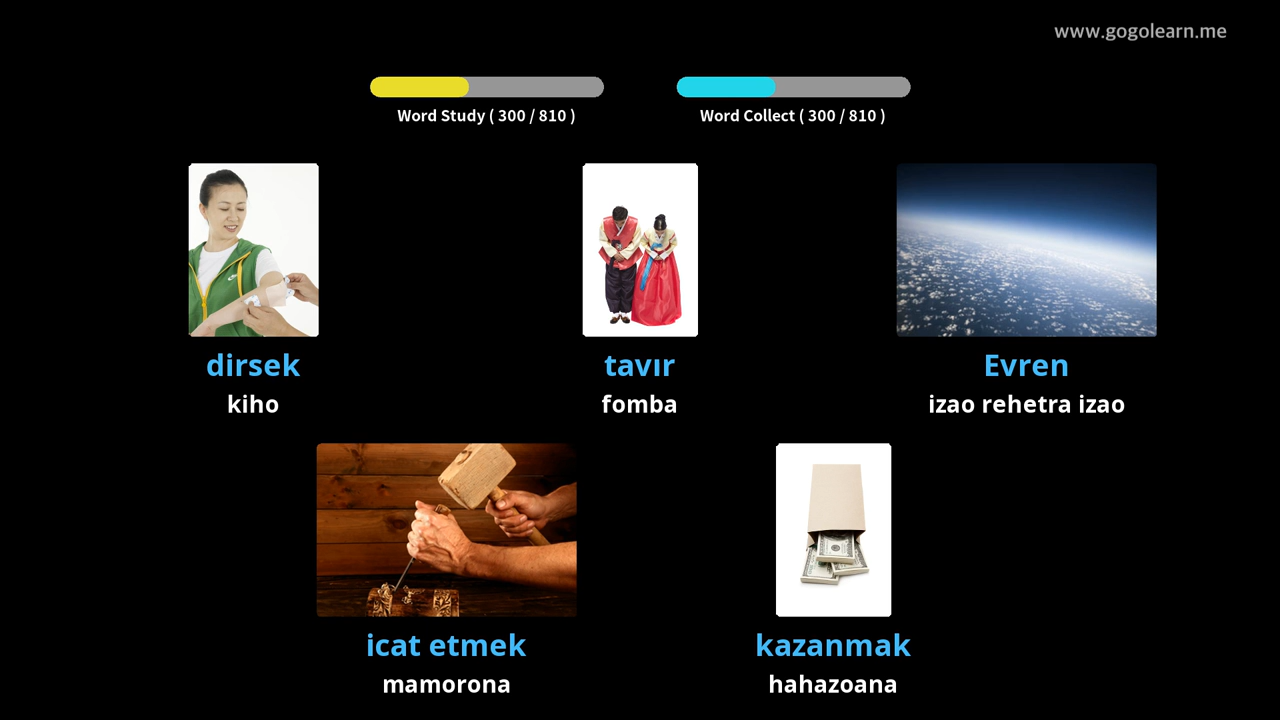 www.gogolearn.me
Word Study ( 300 / 810 )
Word Collect ( 300 / 810 )
dirsek
kiho
tavır
fomba
Evren
izao rehetra izao
icat etmek
mamorona
kazanmak
hahazoana